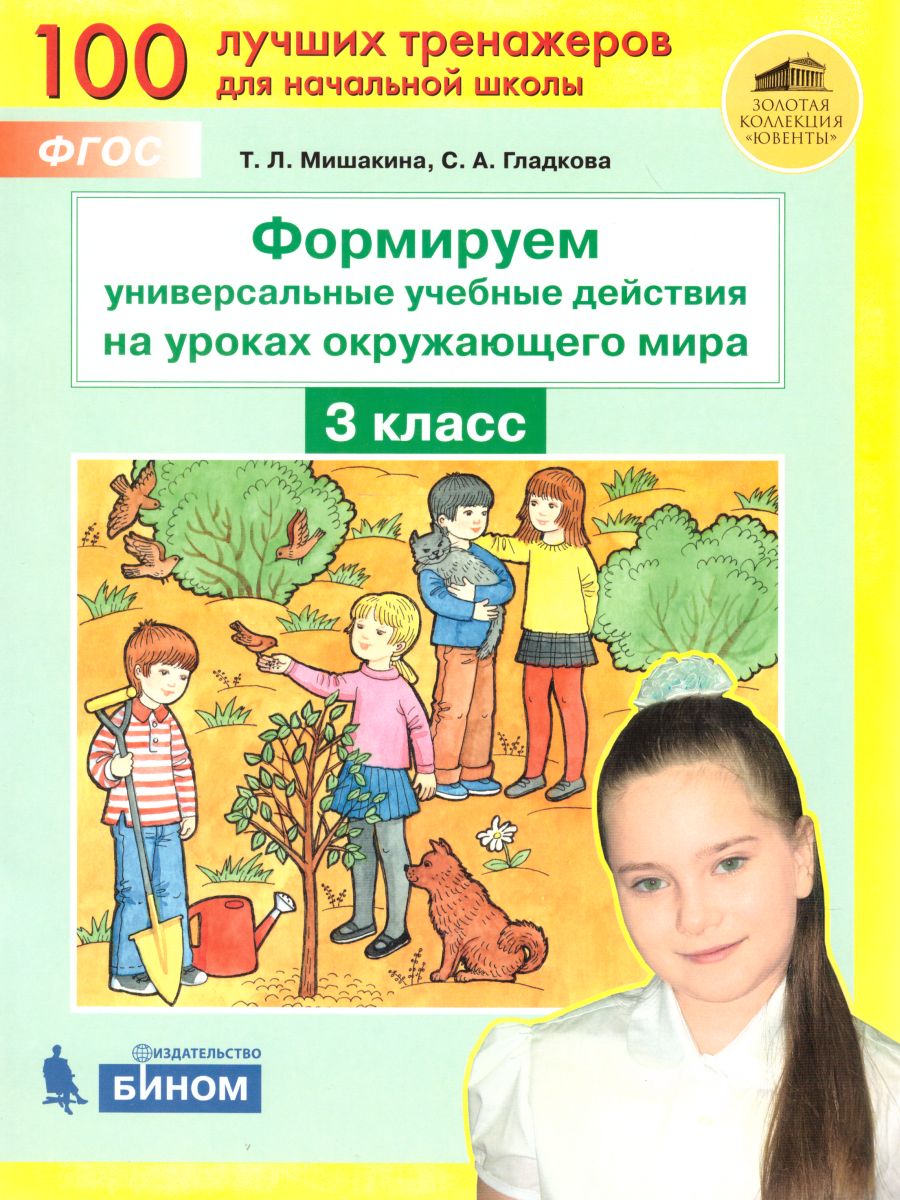 100 лучших тренажеров
для начальной школы
ЗОЛОТАЯ
КОЛЛЕКЦИЯ
«ЮВЕНТЫ»
ФГОС
Т. Л. Мишакина, С. А. Гладкова
Формируем
универсальные учебные действия
на уроках окружающего мира
3 класс
ИЗДАТЕЛЬСТВО
БИНОМ